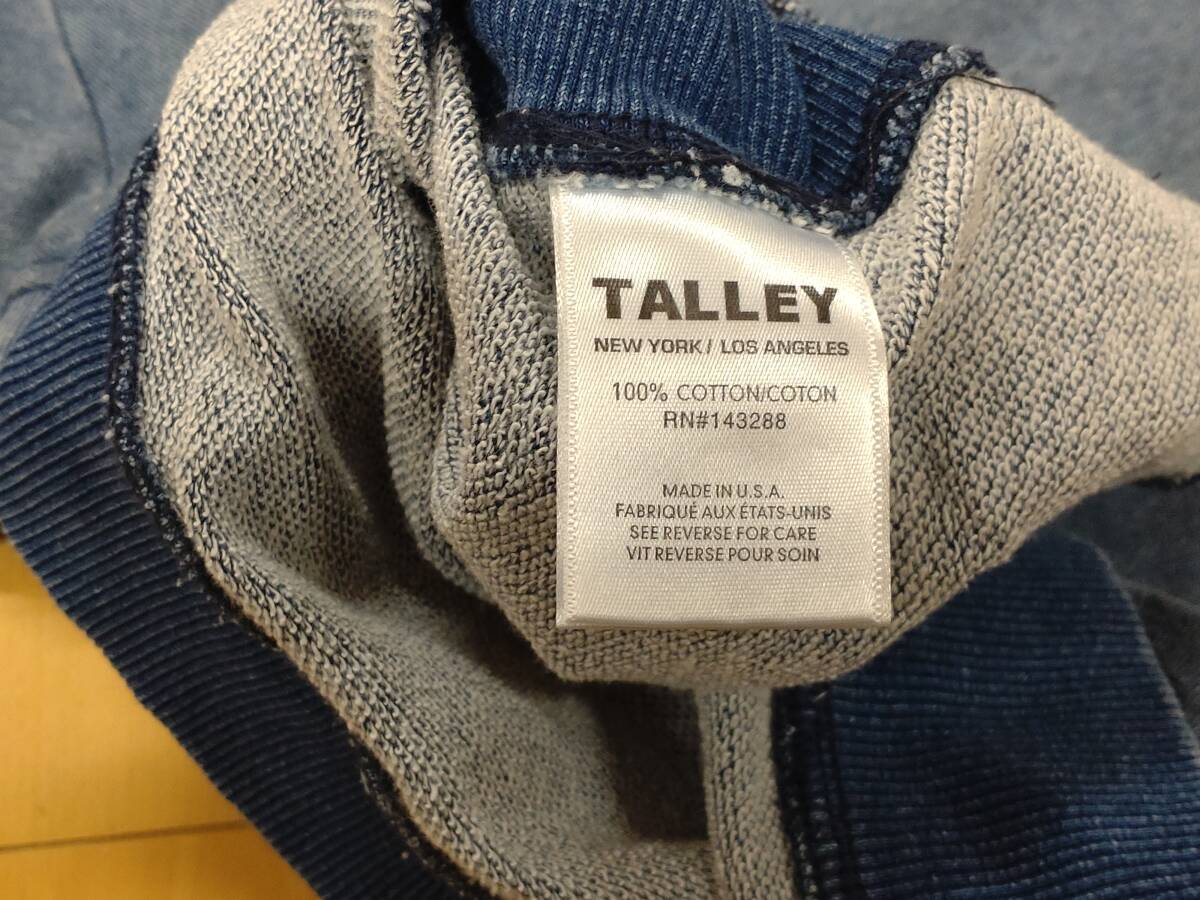 TALLEY
NEW YORK / LOS ANGELES
100% COTTON/COTON
RN#143288
MADE IN U.S.A.
FABRIQUÉ AUX ÉTATS-UNIS
SEE REVERSE FOR CARE
VIT REVERSE POUR SOIN